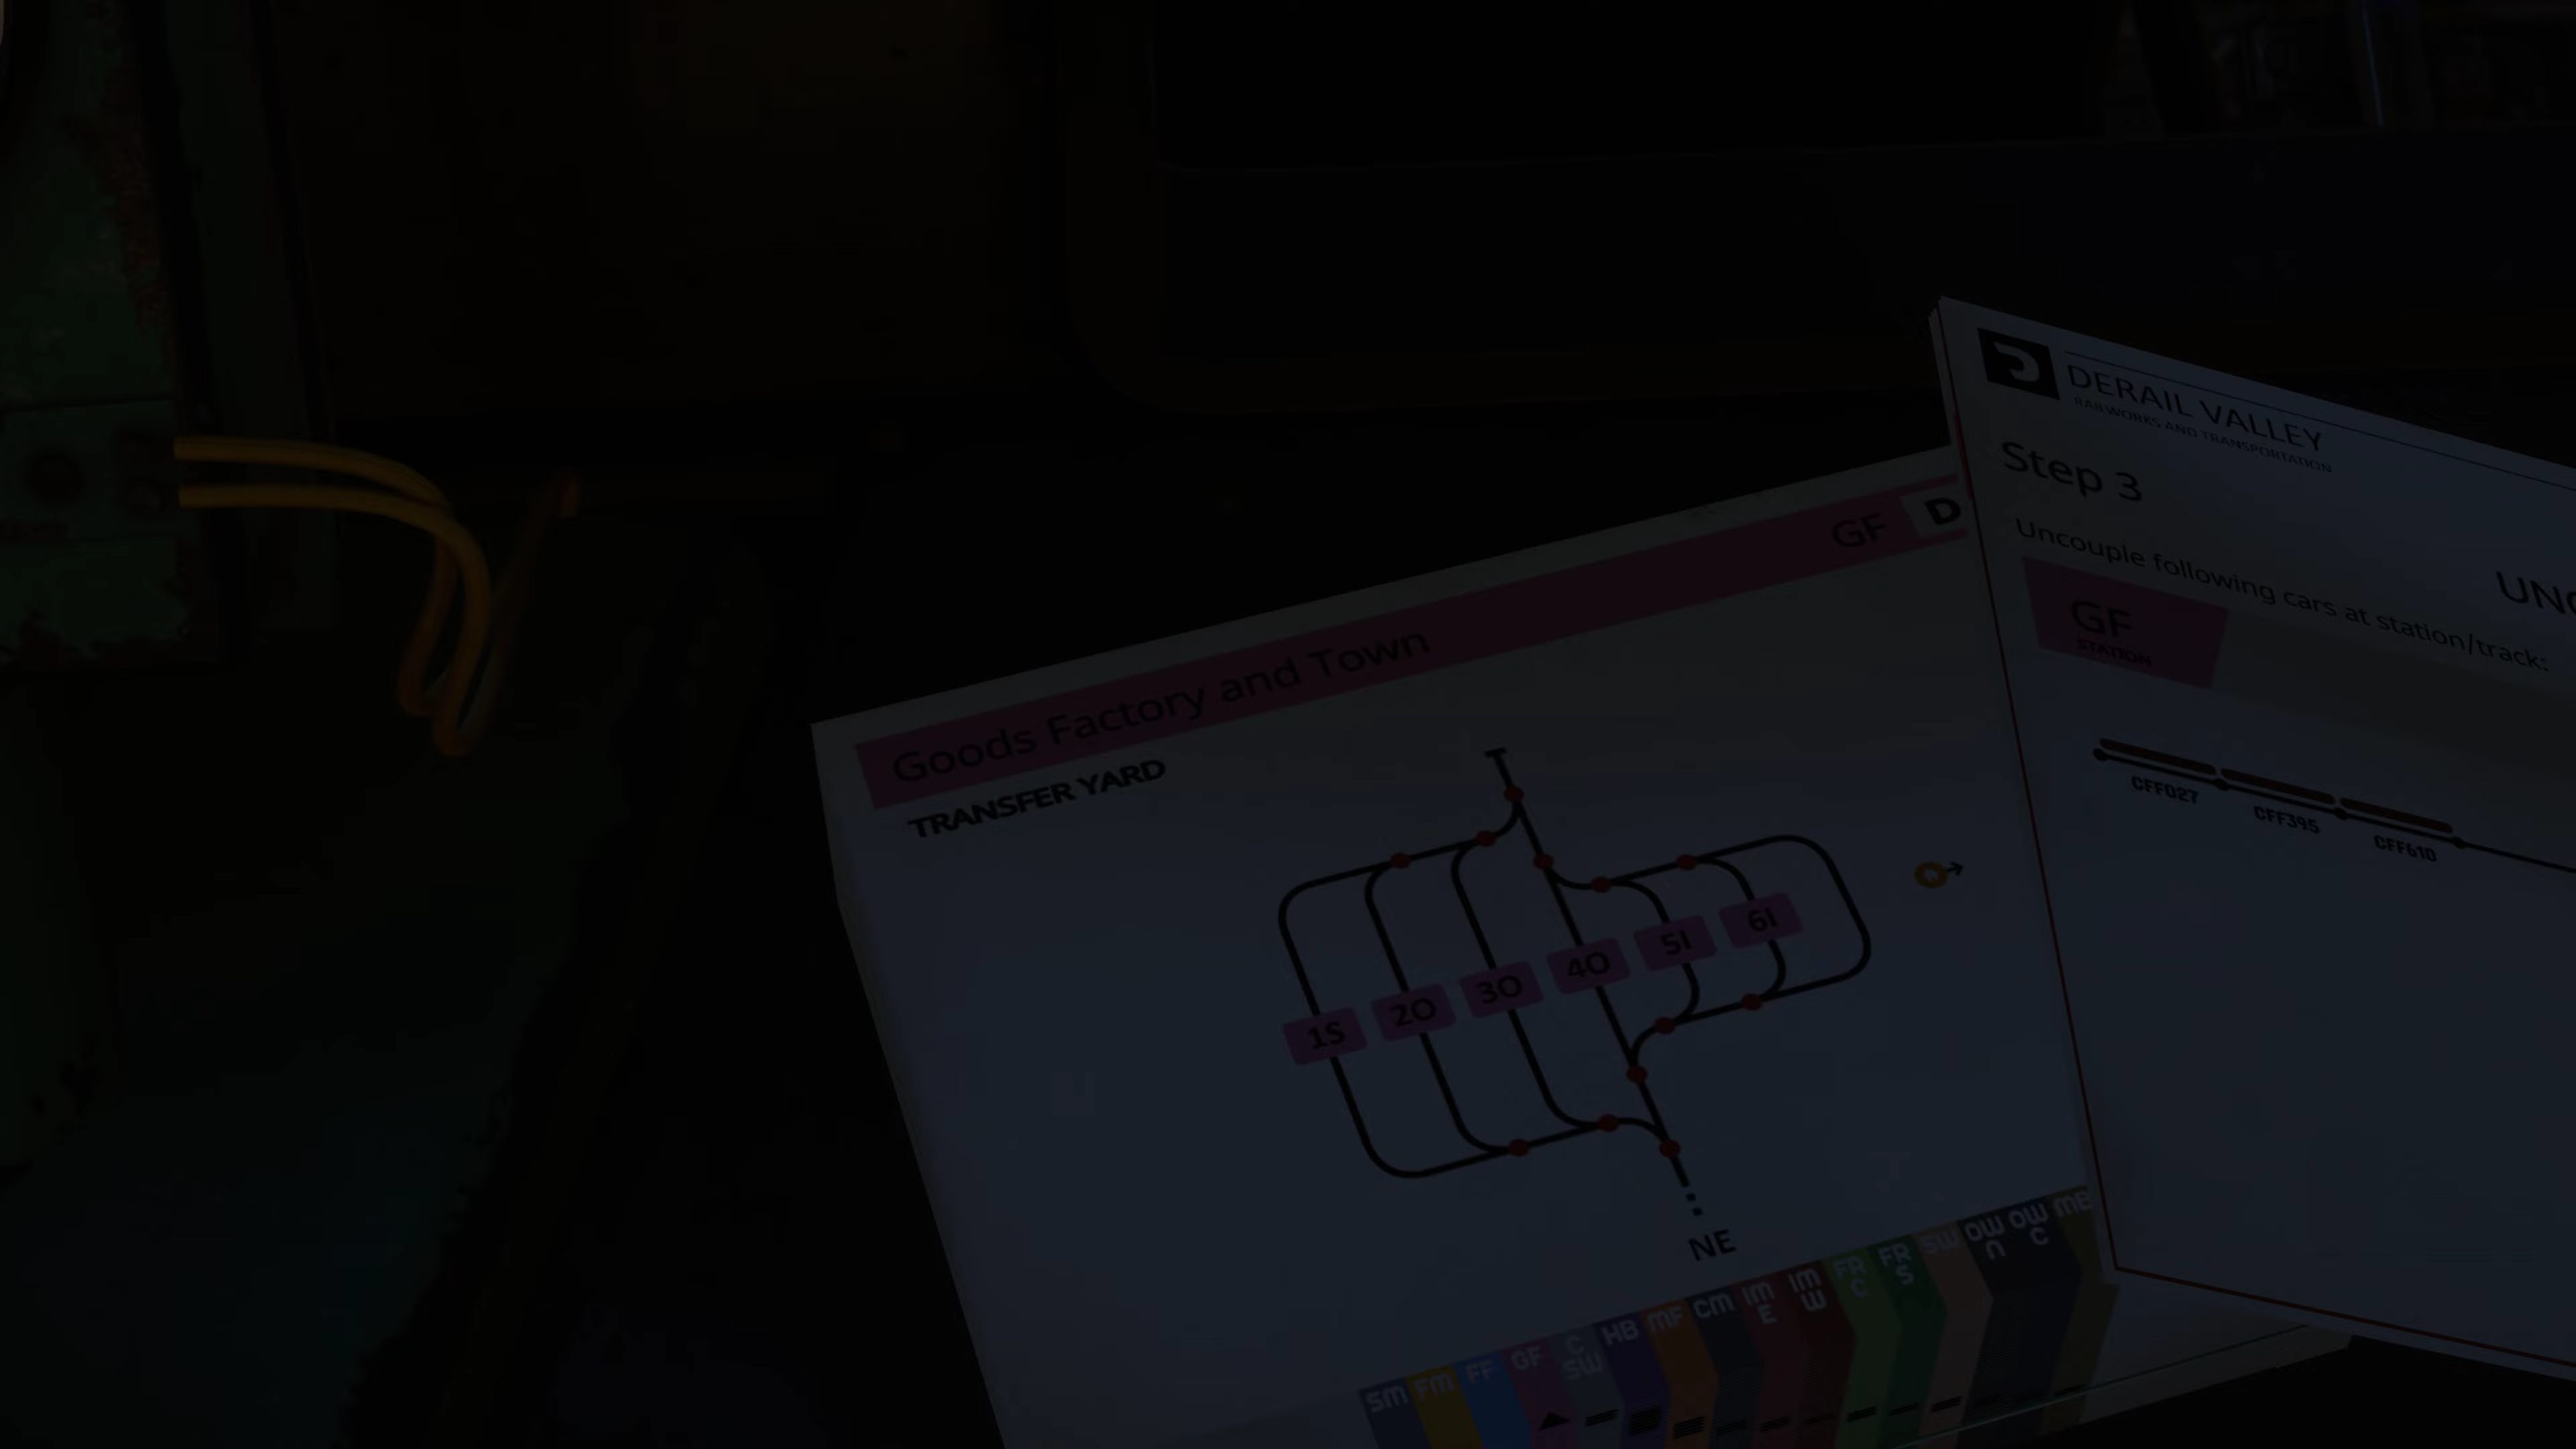 Goods Factory and Town
GF D
TRANSFER YARD
1S 2O 3O 4O 5I 6I
NE
SM FM FF GF C SW HB MF CM IM E IM W FR C FR S SW OW N OW C MB
DERAIL VALLEY
RAILWORKS AND TRANSPORTATION
Step 3
Uncouple following cars at station/track:
GF
STATION
CFF027
CFF395
CFF610